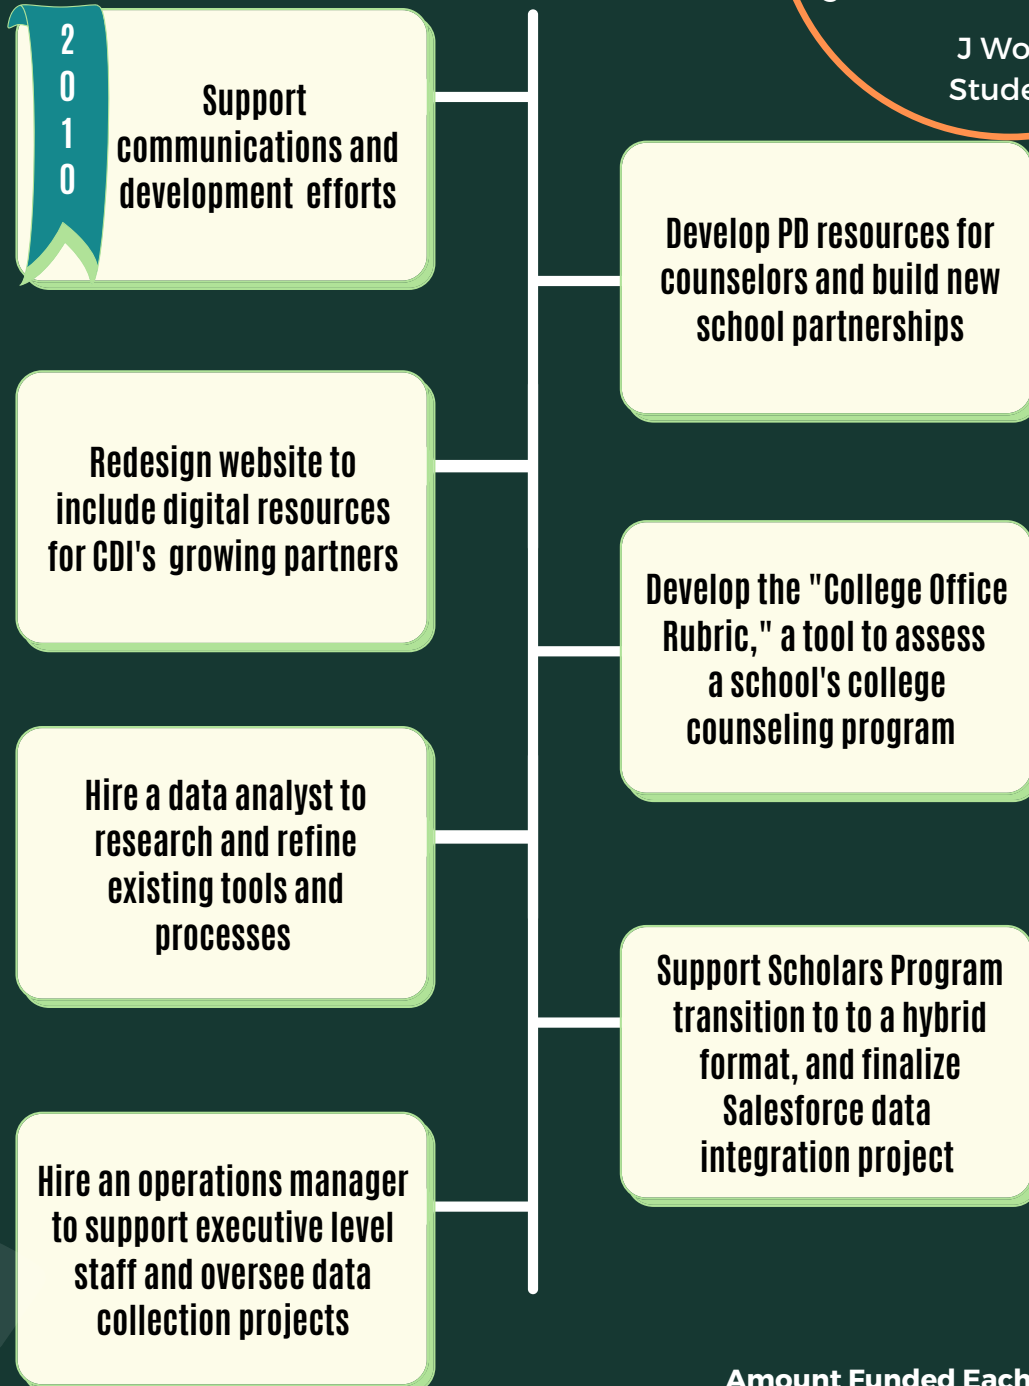 2
0
1
0
Support
communications and
development efforts
J
Develop PD resources for
counselors and build new
school partnerships
Redesign website to
include digital resources
for CDI's growing partners
Develop the "College Office
Rubric," a tool to assess
a school's college
counseling program
Hire a data analyst to
research and refine
existing tools and
processes
Support Scholars Program
transition to to a hybrid
format, and finalize
Salesforce data
integration project
Hire an operations manager
to support executive level
staff and oversee data
collection projects
Amount Funded Each